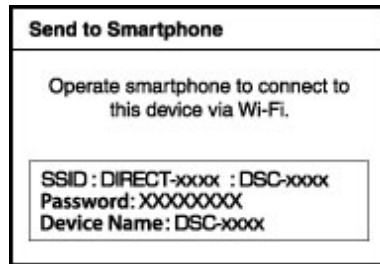 Send to Smartphone
Operate smartphone to connect to
this device via Wi-Fi.
SSID : DIRECT-xxxx : DSC-xxxx
Password: XXXXXXXX
Device Name: DSC-xxxx